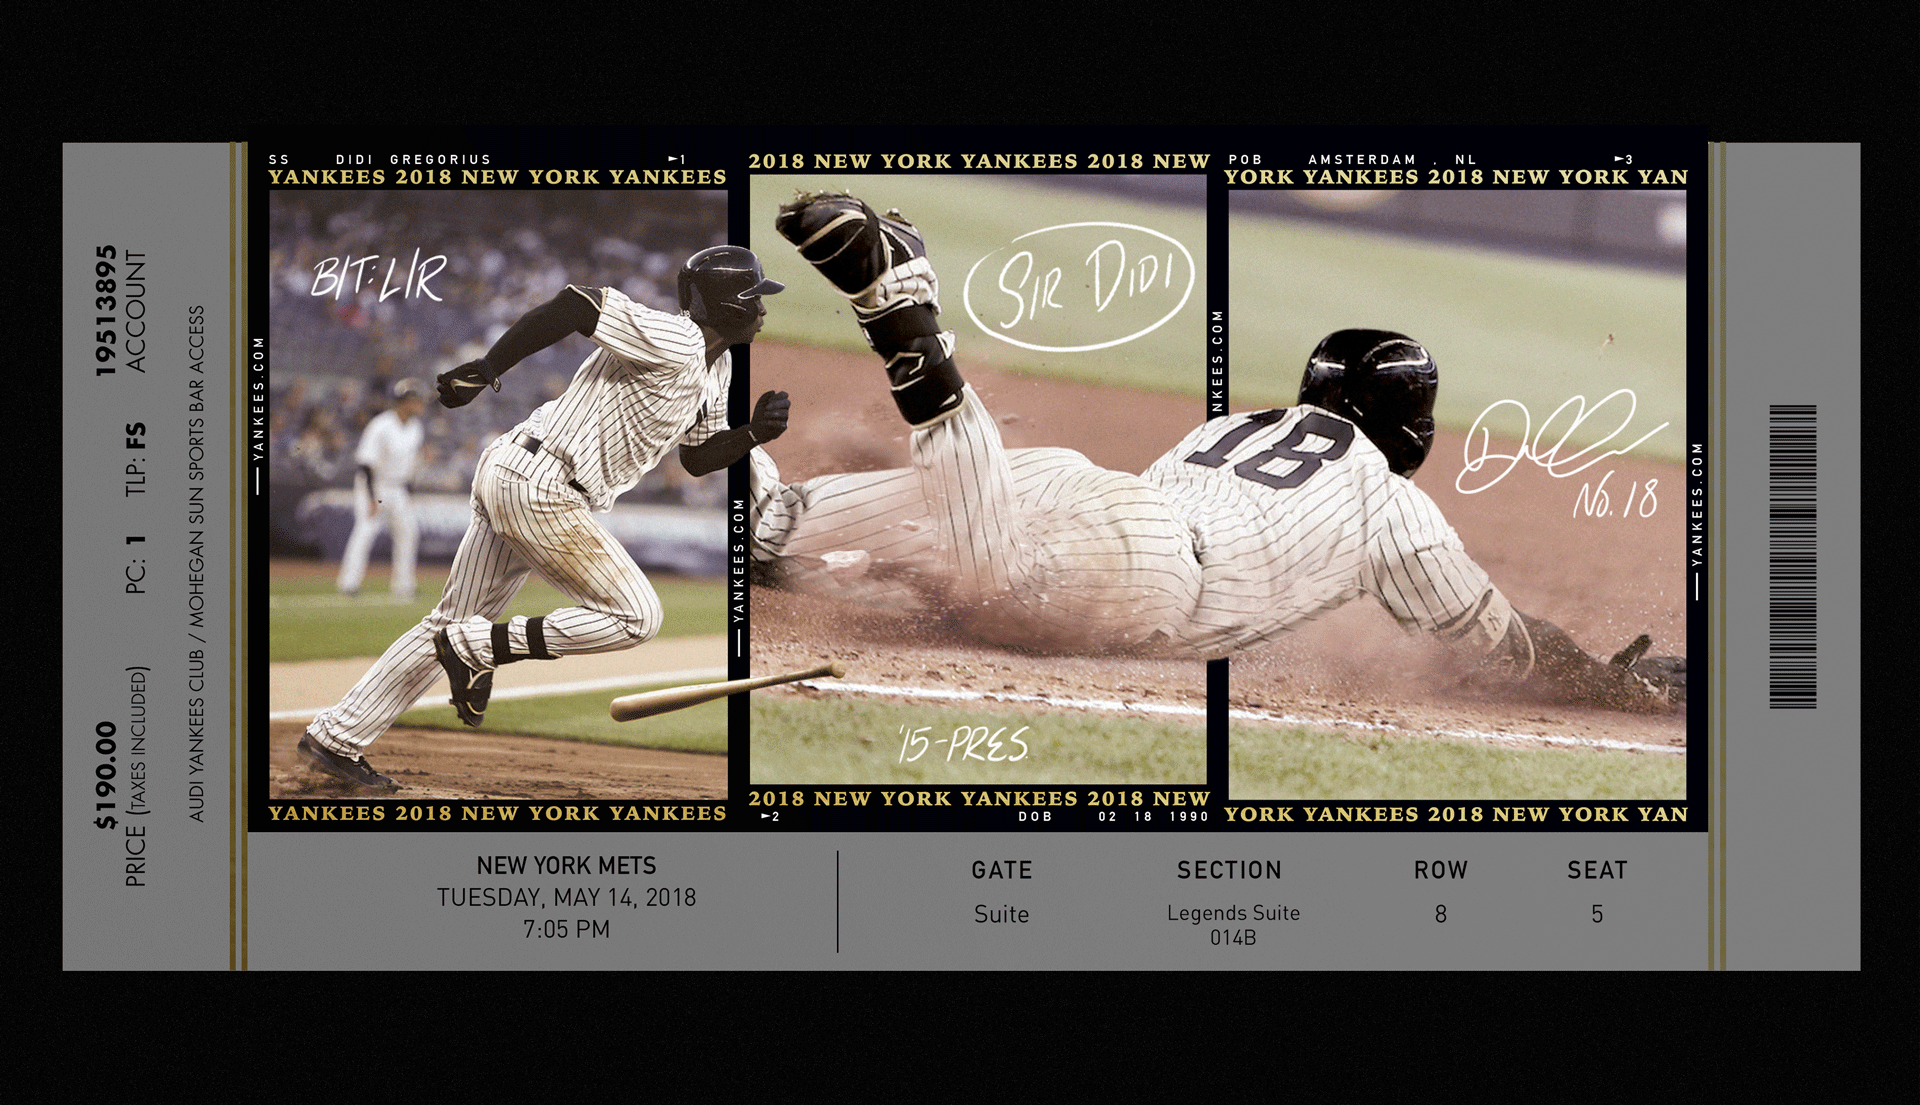 19513895
ACCOUNT
TLP: FS
PC: 1
$190.00
PRICE (TAXES INCLUDED)
AUDI YANKEES CLUB / MOHEGAN SUN SPORTS BAR ACCESS
SS DIDI GREGORIUS ►1
YANKEES 2018 NEW YORK YANKEES
YANKEES.COM
B/T: L/R
YANKEES 2018 NEW YORK YANKEES
YANKEES.COM
2018 NEW YORK YANKEES 2018 NEW
SIR DIDI
'15-PRES.
2018 NEW YORK YANKEES 2018 NEW
►2 DOB 02 18 1990
NKEES.COM
POB AMSTERDAM , NL ►3
YORK YANKEES 2018 NEW YORK YAN
18
No. 18
YANKEES.COM
YORK YANKEES 2018 NEW YORK YAN
NEW YORK METS
TUESDAY, MAY 14, 2018
7:05 PM
GATE SECTION ROW SEAT
Suite Legends Suite 8 5
014B